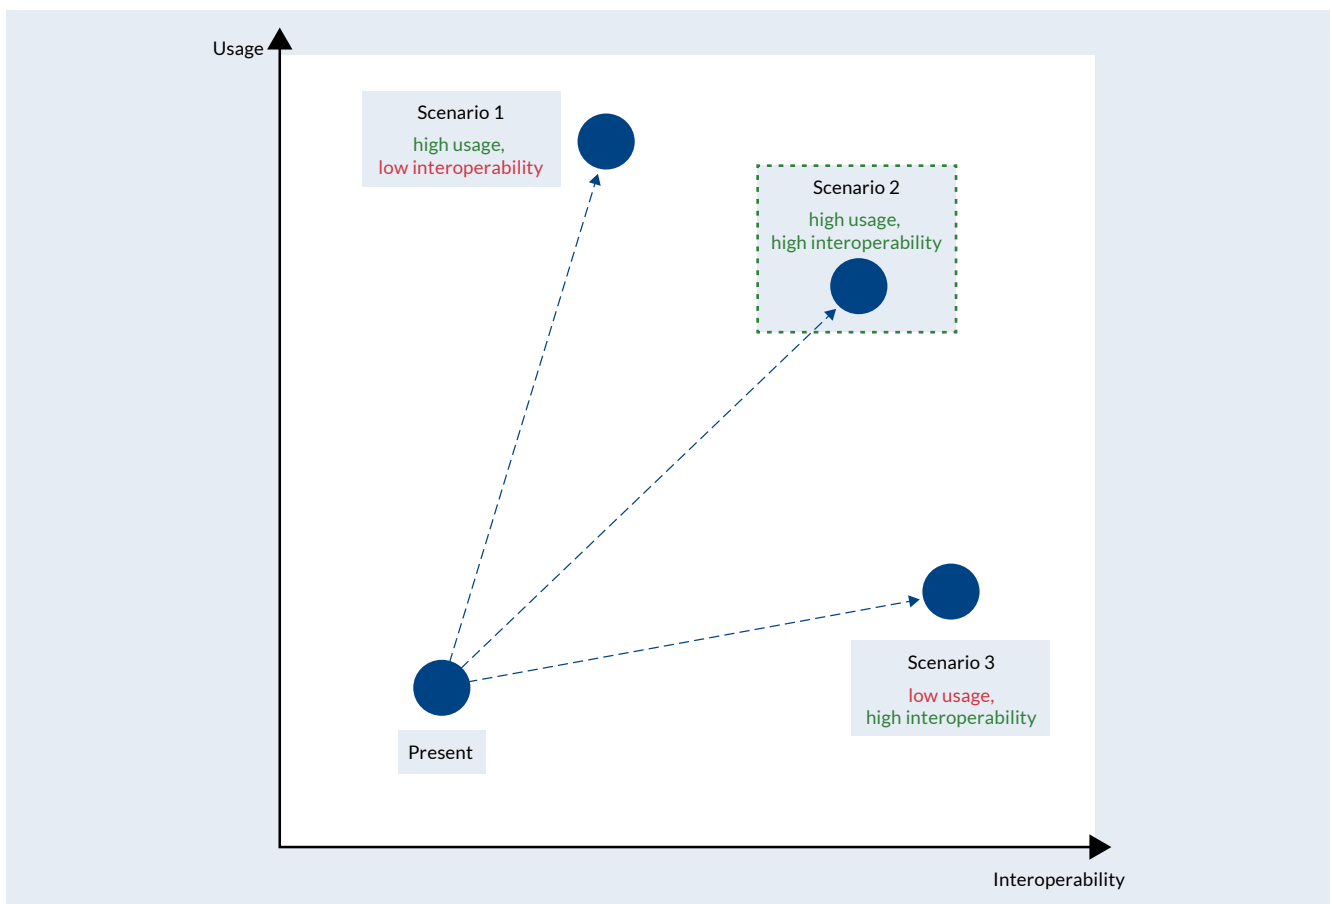 Usage
Scenario 1
high usage,
low interoperability
Scenario 2
high usage,
high interoperability
Scenario 3
low usage,
high interoperability
Present
Interoperability